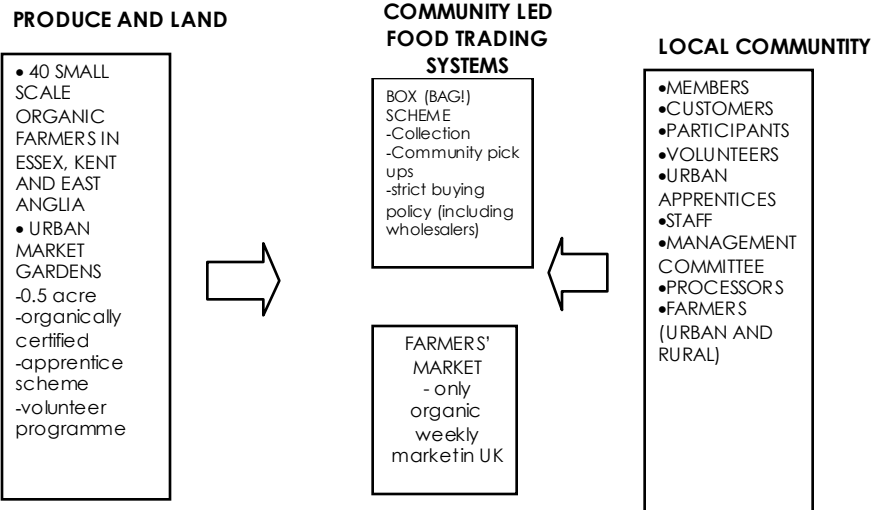 PRODUCE AND LAND
• 40 SMALL
SCALE
ORGANIC
FARMERS IN
ESSEX, KENT
AND EAST
ANGLIA
• URBAN
MARKET
GARDENS
-0.5 acre
-organically
certified
-apprentice
scheme
-volunteer
programme
COMMUNITY LED
FOOD TRADING
SYSTEMS
BOX (BAG!)
SCHEME
-Collection
-Community pick
ups
-strict buying
policy (including
wholesalers)
FARMERS'
MARKET
- only
organic
weekly
marketin UK
LOCAL COMMUNTITY
•MEMBERS
•CUSTOMERS
•PARTICIPANTS
•VOLUNTEERS
•URBAN
APPRENTICES
•STAFF
•MANAGEMENT
COMMITTEE
•PROCESSORS
•FARMERS
(URBAN AND
RURAL)